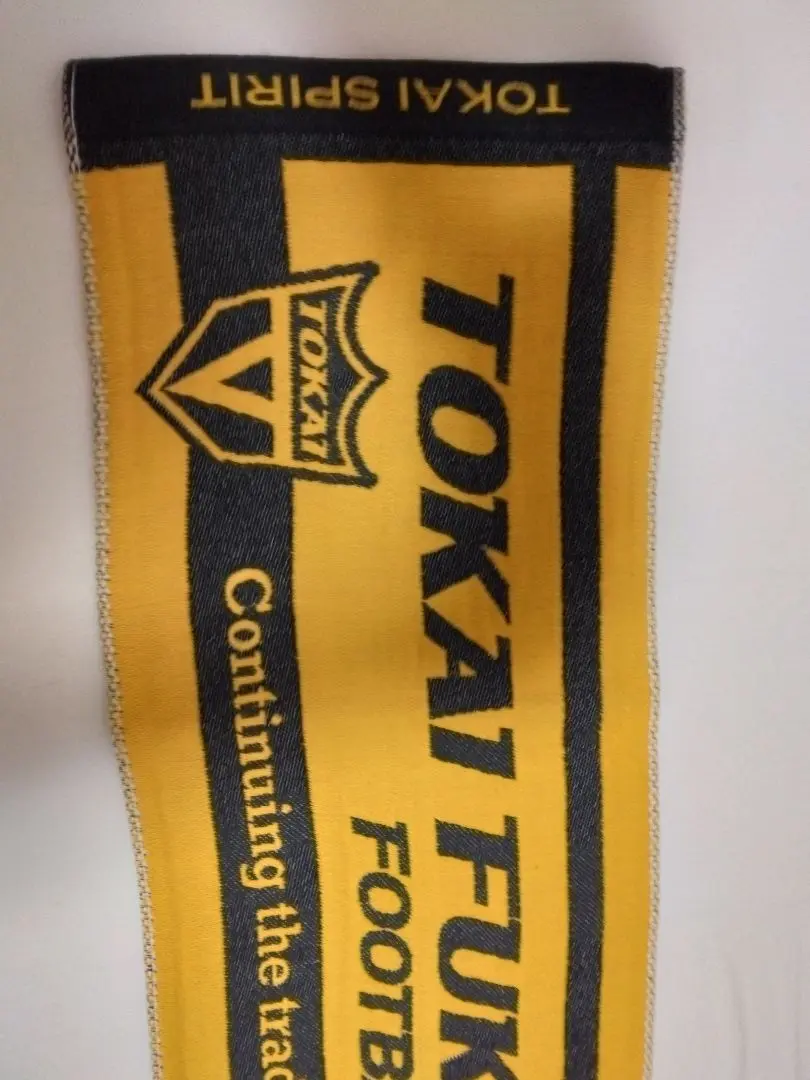 TOKAI SPIRIT
TOKAI
TOKAI FUK
FOOTB
Continuing the trad